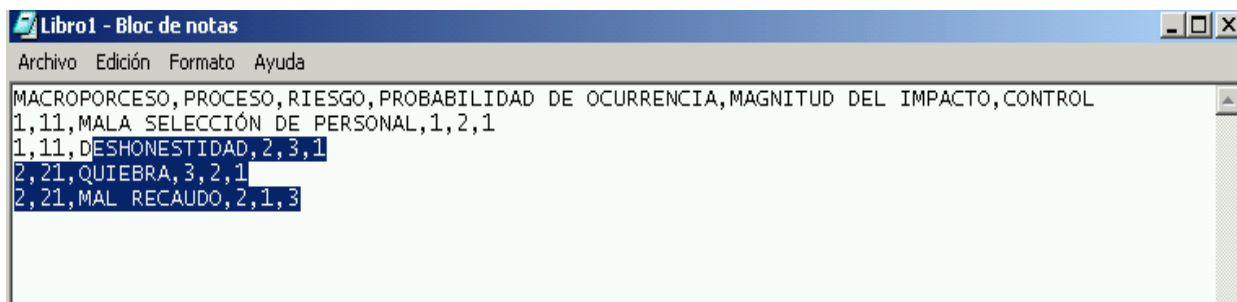 Libro1 - Bloc de notas
Archivo Edición Formato Ayuda
MACROPORCESO,PROCESO,RIESGO,PROBABILIDAD DE OCURRENCIA,MAGNITUD DEL IMPACTO,CONTROL
1,11,MALA SELECCIÓN DE PERSONAL,1,2,1
1,11,DESHONESTIDAD,2,3,1
2,21,QUIEBRA,3,2,1
2,21,MAL RECAUDO,2,1,3